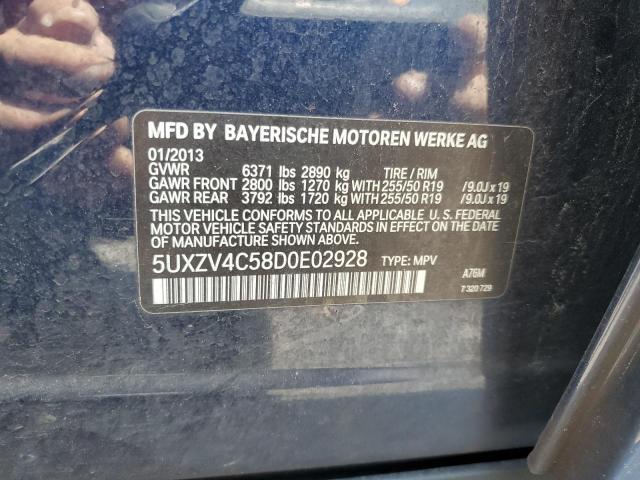 MFD BY BAYERISCHE MOTOREN WERKE AG
01/2013
GVWR 6371 lbs 2890 kg TIRE / RIM
GAWR FRONT 2800 lbs 1270 kg WITH 255/50 R19 /9.0J x 19
GAWR REAR 3792 lbs 1720 kg WITH 255/50 R19 /9.0J x 19
THIS VEHICLE CONFORMS TO ALL APPLICABLE U. S. FEDERAL
MOTOR VEHICLE SAFETY STANDARDS IN EFFECT ON THE
DATE OF MANUFACTURE SHOWN ABOVE.
5UXZV4C58D0E02928 TYPE: MPV
A76M
7 320 729